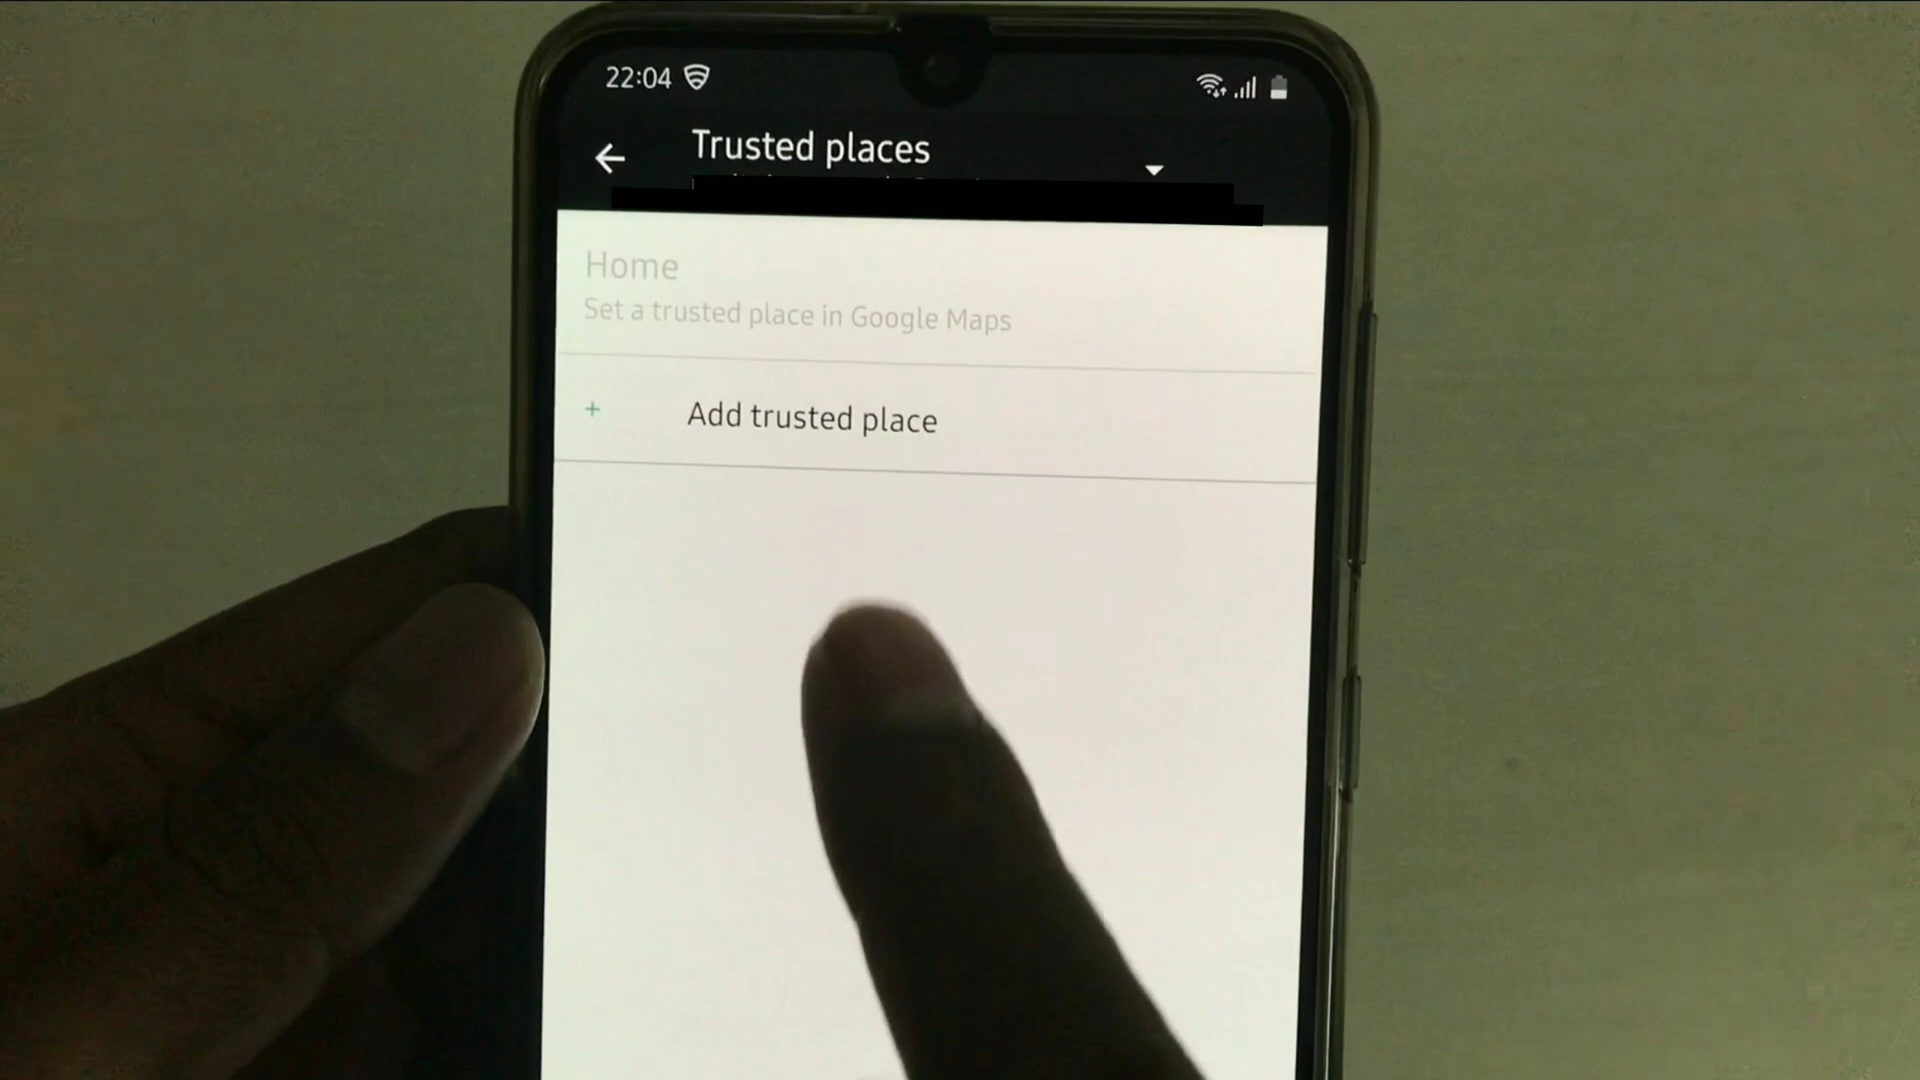 22:04
Trusted places
Home
Set a trusted place in Google Maps
+ Add trusted place